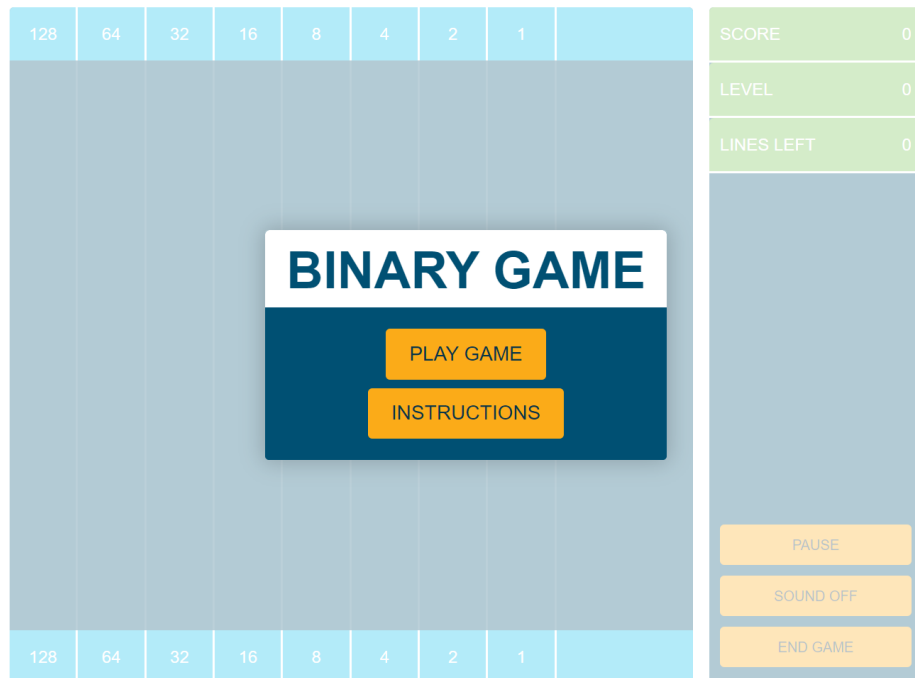 128 64 32 16 8 4 2 1
SCORE 0
LEVEL 0
LINES LEFT 0
BINARY GAME
PLAY GAME
INSTRUCTIONS
PAUSE
SOUND OFF
END GAME
128 64 32 16 8 4 2 1